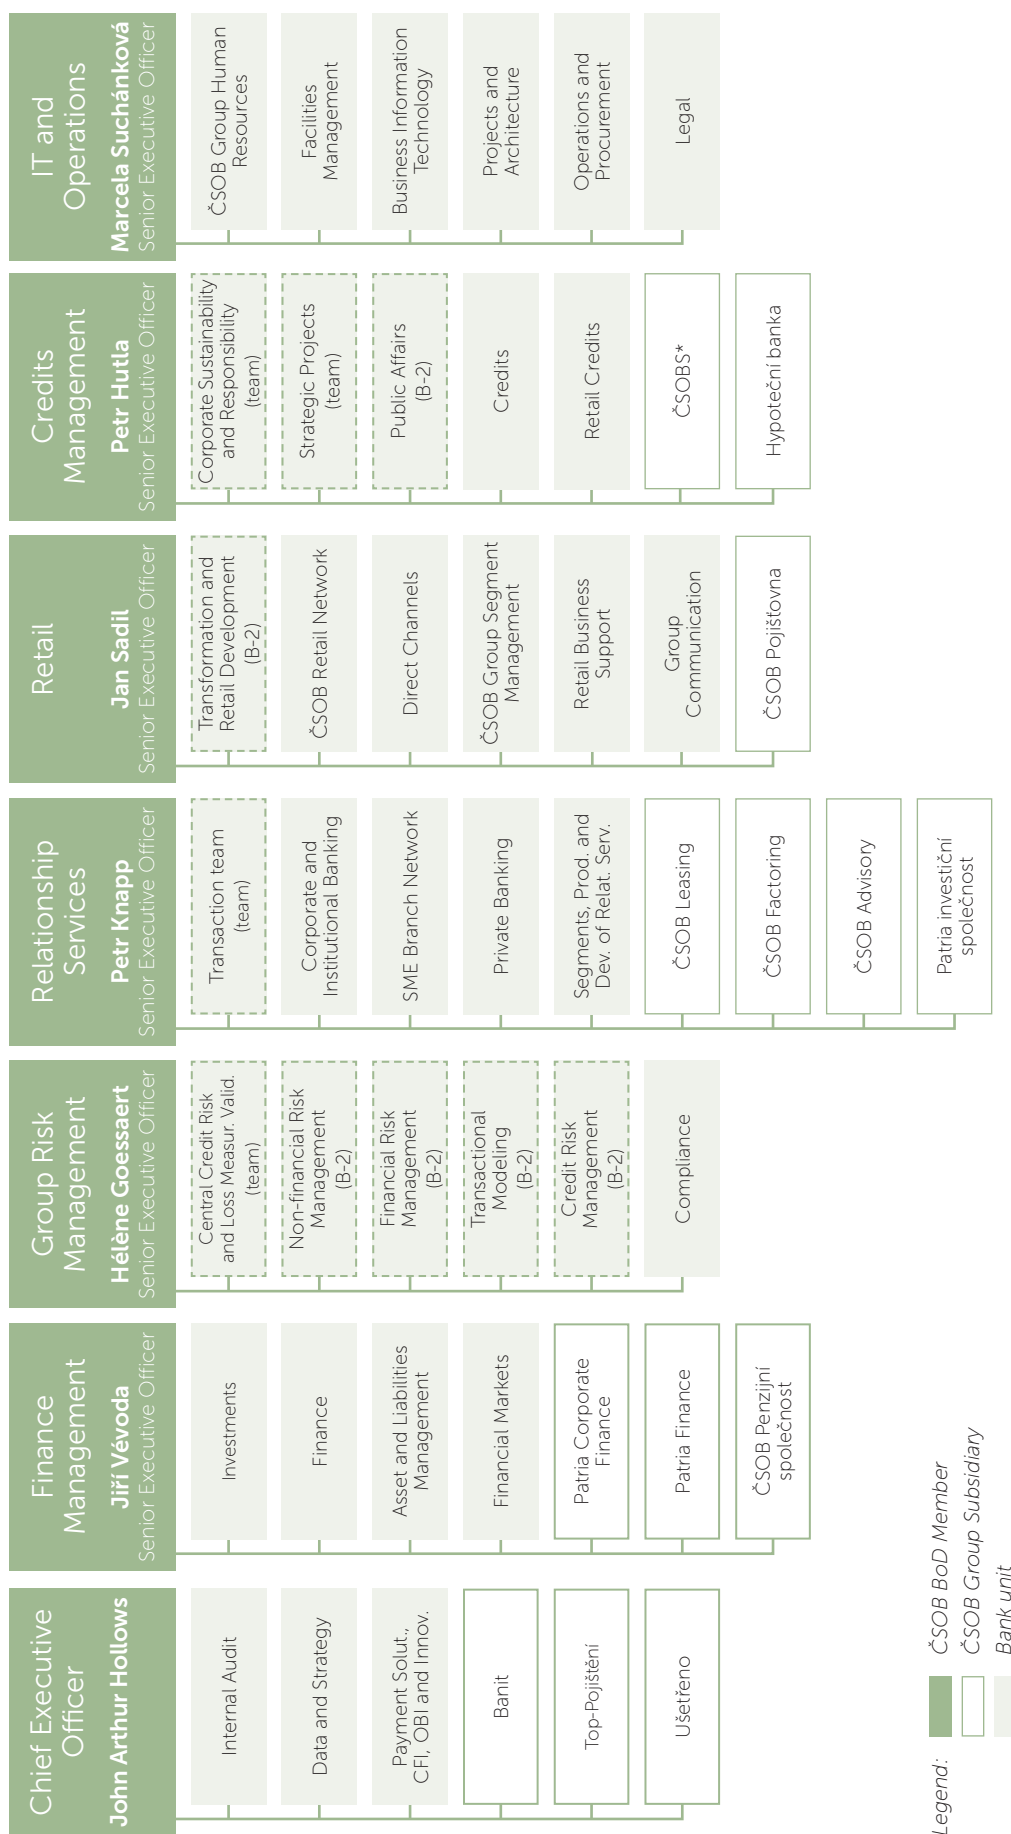 Chief Executive
Officer
John Arthur Hollows
Internal Audit
Data and Strategy
Payment Solut.,
CFI, OBI and Innov.
Banit
Top-Pojištění
Ušetřeno
Finance
Management
Jiří Vévoda
Senior Executive Officer
Investments
Finance
Asset and Liabilities
Management
Financial Markets
Patria Corporate
Finance
Patria Finance
ČSOB Penzijní
společnost
Group Risk
Management
Hélène Goessaert
Senior Executive Officer
Central Credit Risk
and Loss Measur. Valid.
(team)
Non-financial Risk
Management
(B-2)
Financial Risk
Management
(B-2)
Transactional
Modeling
(B-2)
Credit Risk
Management
(B-2)
Compliance
Relationship
Services
Petr Knapp
Senior Executive Officer
Transaction team
(team)
Corporate and
Institutional Banking
SME Branch Network
Private Banking
Segments, Prod. and
Dev. of Relat. Serv.
ČSOB Leasing
ČSOB Factoring
ČSOB Advisory
Patria investiční
společnost
Retail
Jan Sadil
Senior Executive Officer
Transformation and
Retail Development
(B-2)
ČSOB Retail Network
Direct Channels
ČSOB Group Segment
Management
Retail Business
Support
Group
Communication
ČSOB Pojišťovna
Credits
Management
Petr Hutla
Senior Executive Officer
Corporate Sustainability
and Responsibility
(team)
Strategic Projects
(team)
Public Affairs
(B-2)
Credits
Retail Credits
ČSOBS*
Hypoteční banka
IT and
Operations
Marcela Suchánková
Senior Executive Officer
ČSOB Group Human
Resources
Facilities
Management
Business Information
Technology
Projects and
Architecture
Operations and
Procurement
Legal
Legend:
ČSOB BoD Member
ČSOB Group Subsidiary
Bank unit